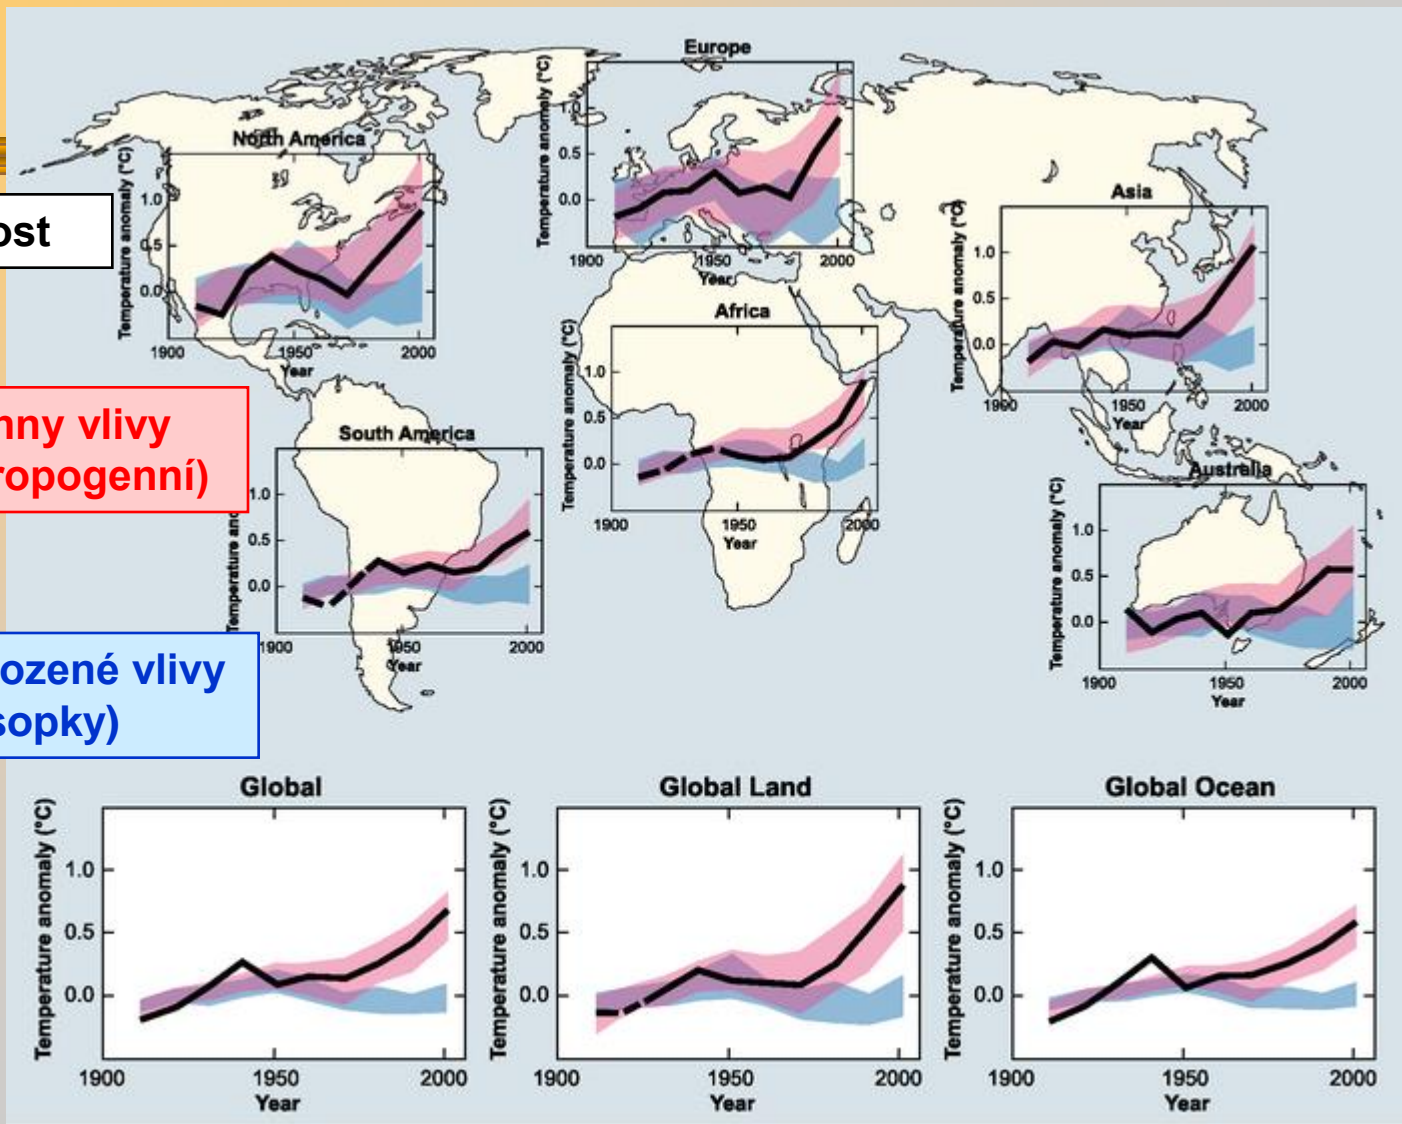 Europe
Temperature anomaly (°C)
1.0
0.5
0.0
1900
1950
2000
Year
North America
Temperature anomaly (°C)
1.0
0.5
0.0
1900
1950
2000
Year
Asia
Temperature anomaly (°C)
1.0
0.5
0.0
1900
1950
2000
Year
ost
Africa
Temperature anomaly (°C)
1.0
0.5
0.0
1900
1950
2000
Year
nny vlivy
ropogenní)
South America
Temperature ano
1.0
0.5
0.0
1900
1950
2000
Year
Australia
Temperature anomaly (°C)
1.0
0.5
0.0
1900
1950
2000
Year
ozené vlivy
sopky)
Global
Temperature anomaly (°C)
1.0
0.5
0.0
1900
1950
2000
Year
Global Land
Temperature anomaly (°C)
1.0
0.5
0.0
1900
1950
2000
Year
Global Ocean
Temperature anomaly (°C)
1.0
0.5
0.0
1900
1950
2000
Year